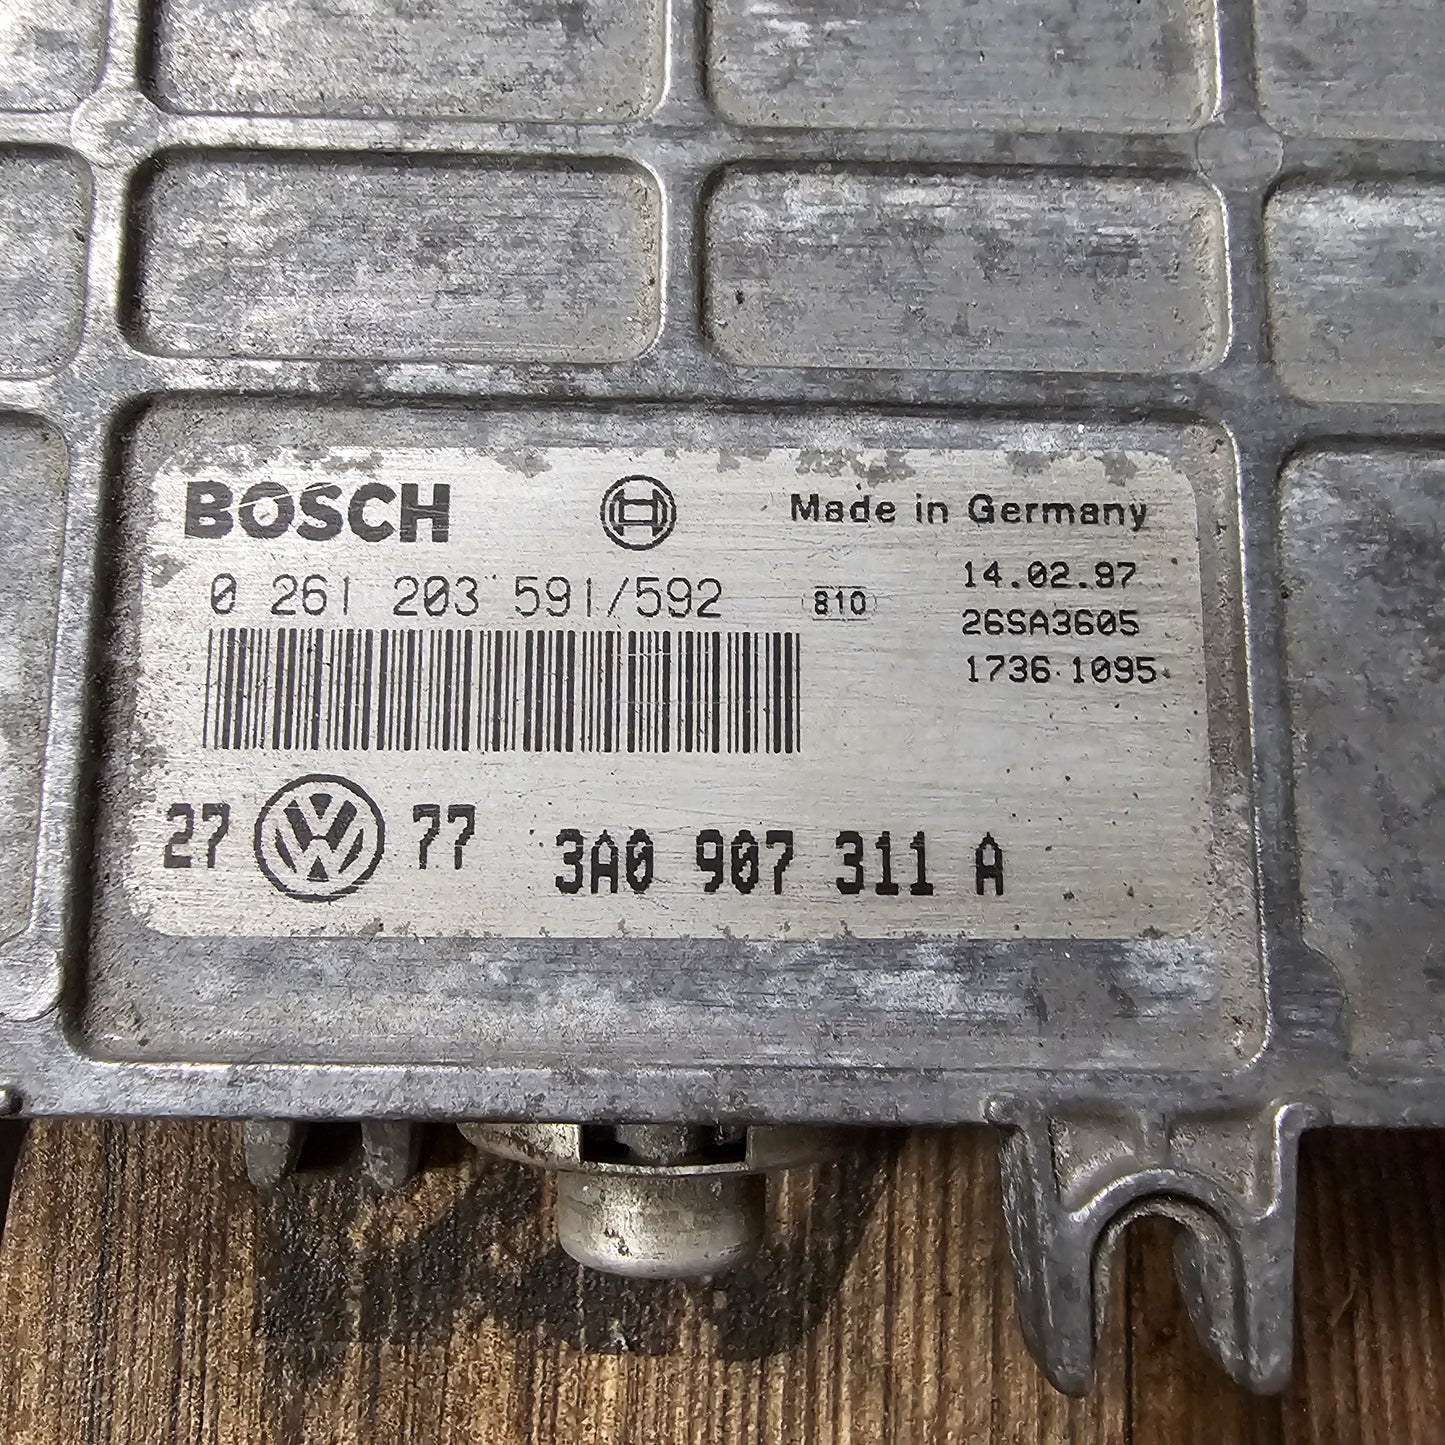 BOSCH Made in Germany
0 261 203 591/592 810 14.02.97
26SA3605
1736 1095
27 VW 77 3A0 907 311 A